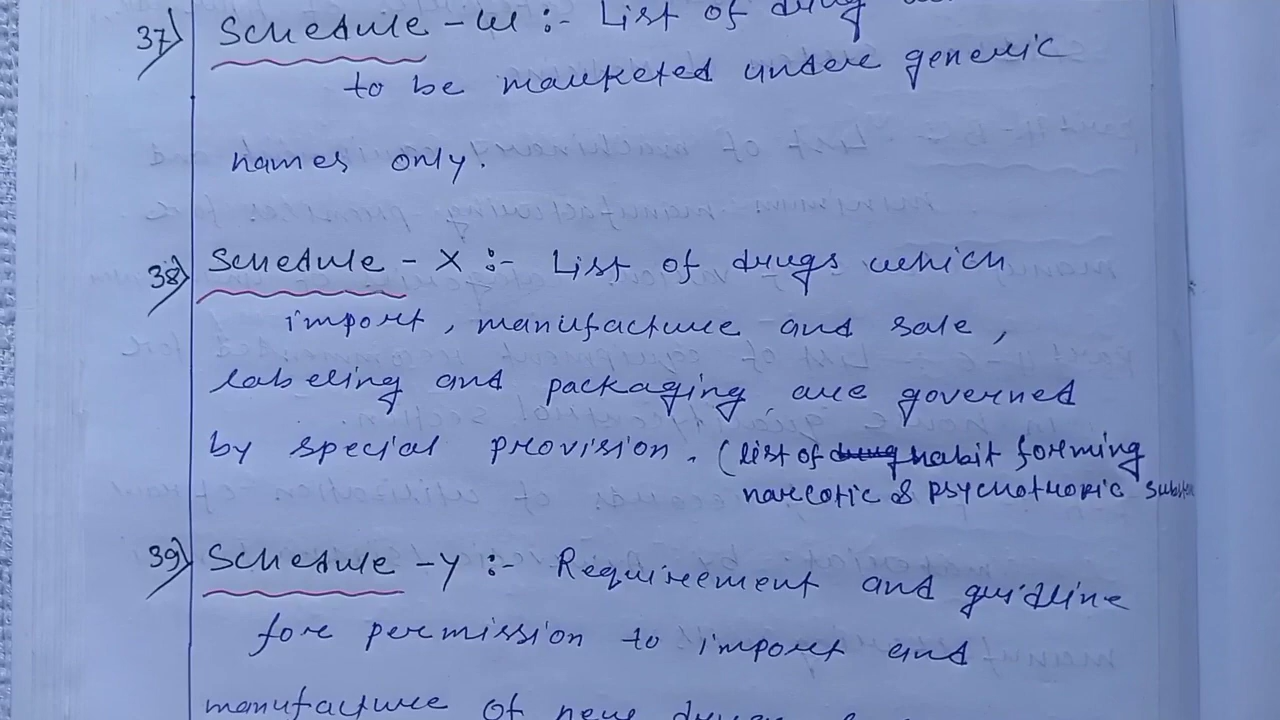 37) Schedule - W :- List of drug
to be marketed under generic
names only.
38) Schedule - X :- List of drugs which
import, manufacture and sale,
labeling and packaging are governed
by special provision. (list of drug habit forming
narcotic & psychothoric
39) Schedule - Y :- Requirement and guidline
for permission to import and
manufacture of new